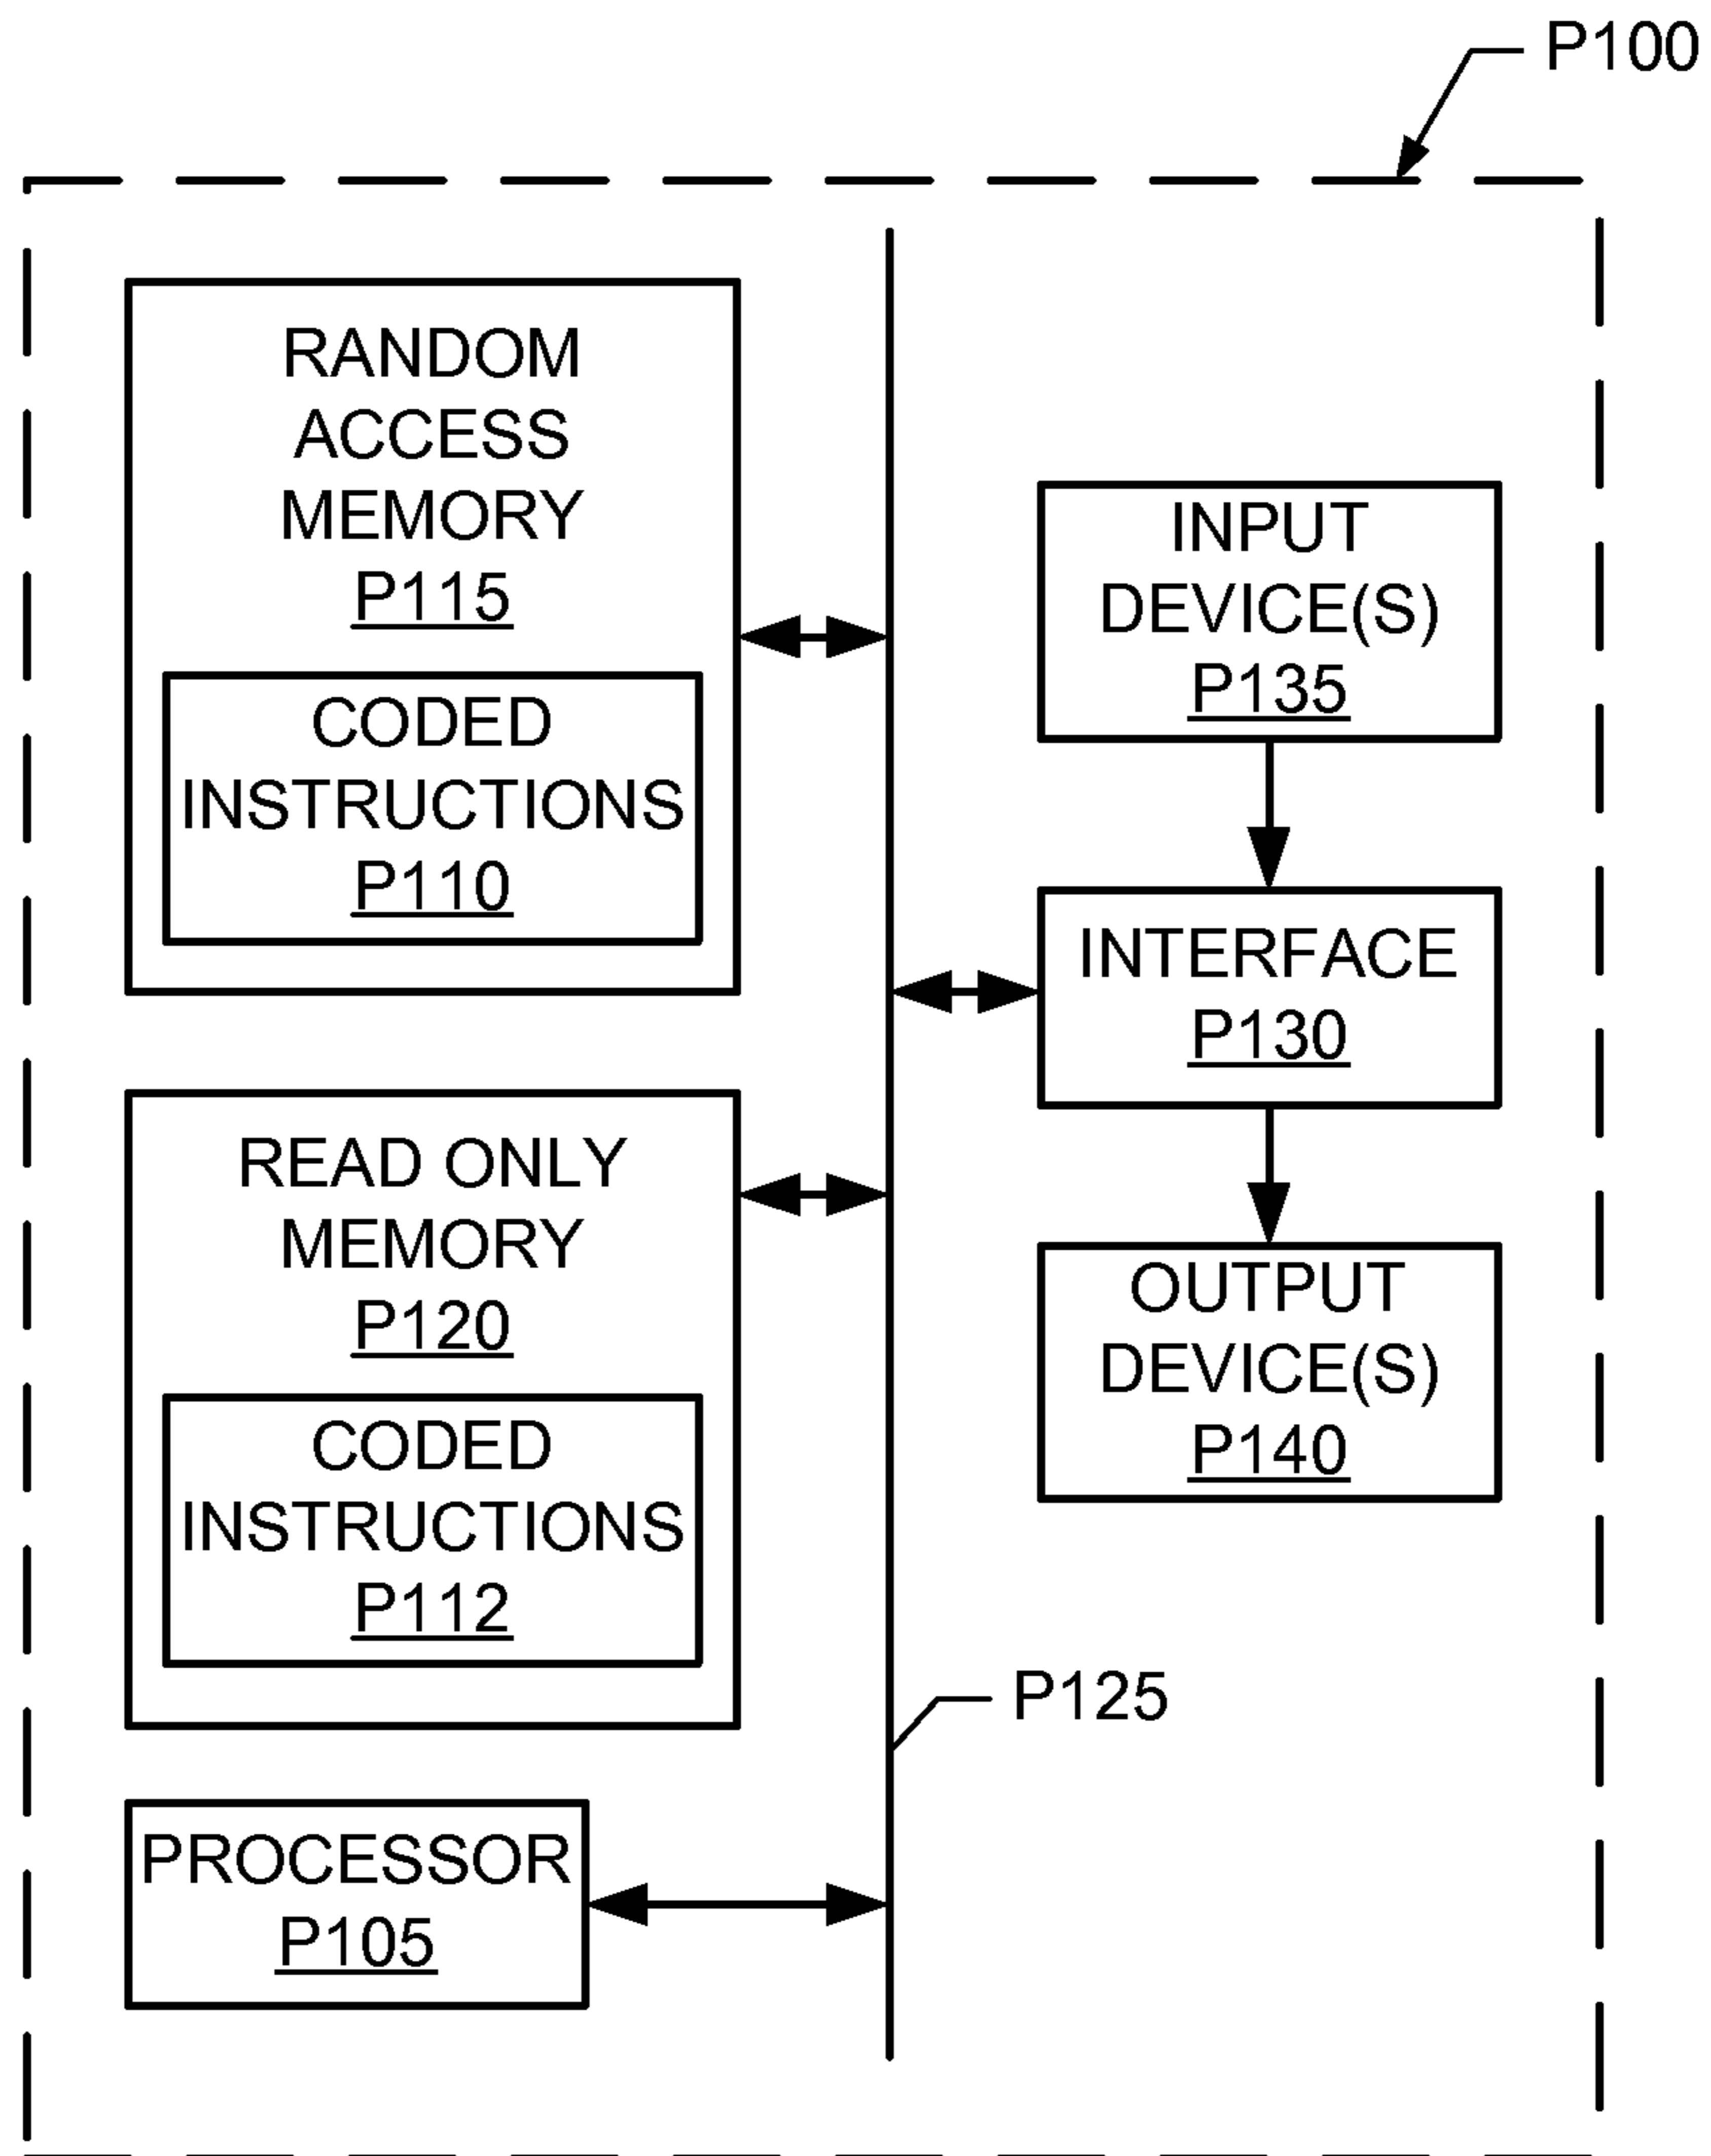 P100
RANDOM
ACCESS
MEMORY
P115
CODED
INSTRUCTIONS
P110
READ ONLY
MEMORY
P120
CODED
INSTRUCTIONS
P112
PROCESSOR
P105
INPUT
DEVICE(S)
P135
INTERFACE
P130
OUTPUT
DEVICE(S)
P140
P125